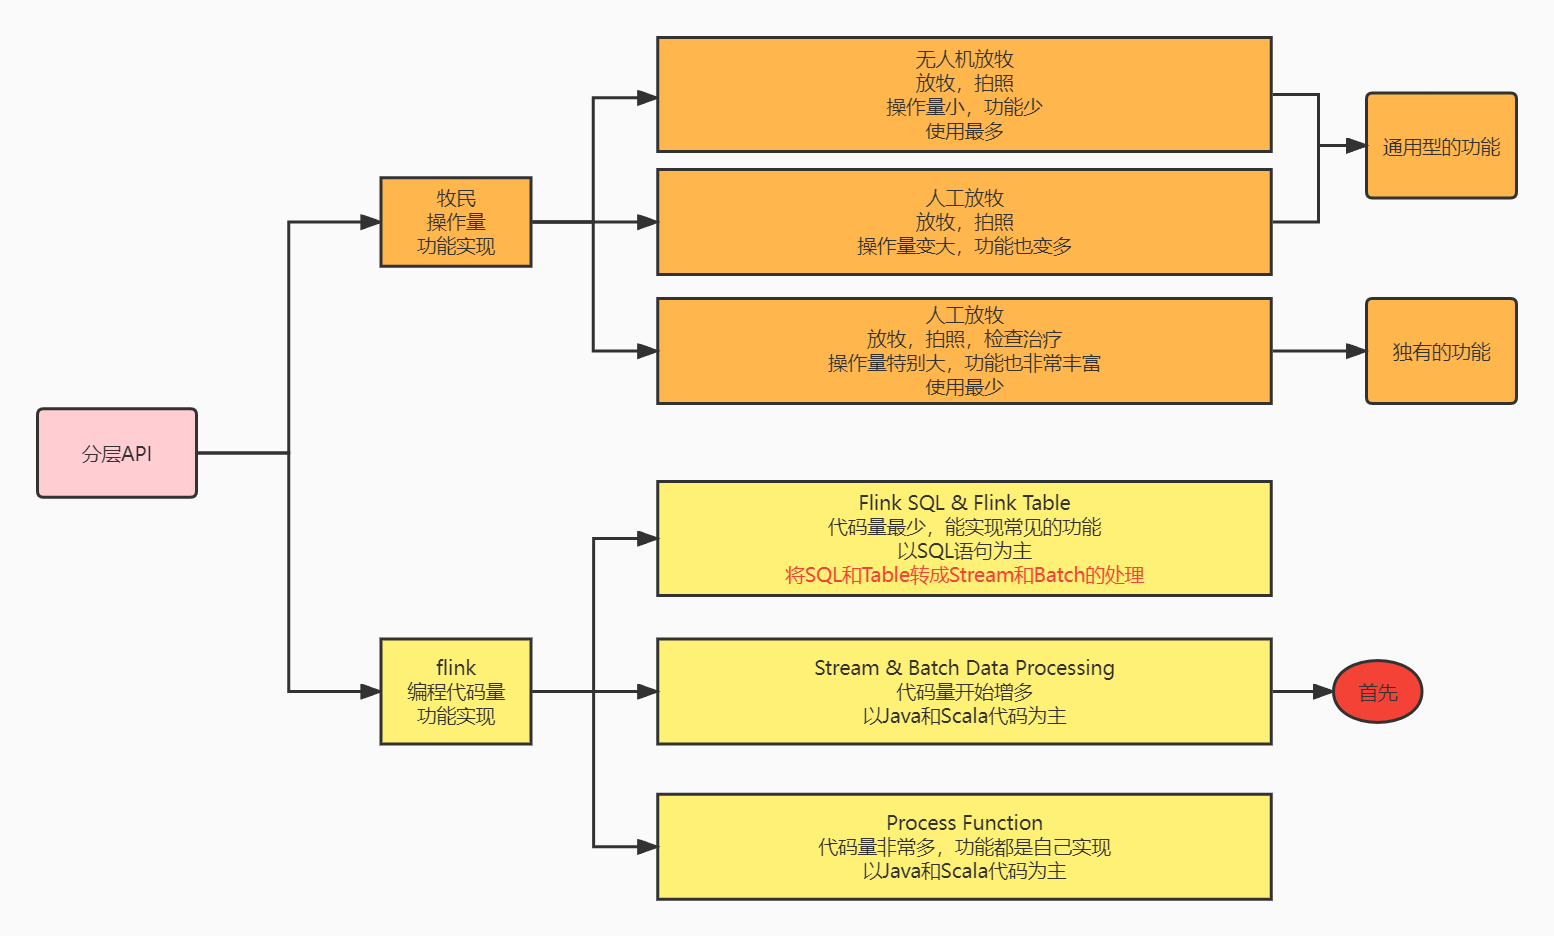 无人机放牧
放牧，拍照
操作量小，功能少
使用最多
通用型的功能
牧民
操作量
功能实现
人工放牧
放牧，拍照
操作量变大，功能也变多
人工放牧
放牧，拍照，检查治疗
操作量特别大，功能也非常丰富
使用最少
独有的功能
分层API
Flink SQL & Flink Table
代码量最少，能实现常见的功能
以SQL语句为主
将SQL和Table转成Stream和Batch的处理
flink
编程代码量
功能实现
Stream & Batch Data Processing
代码量开始增多
以Java和Scala代码为主
首先
Process Function
代码量非常多，功能都是自己实现
以Java和Scala代码为主